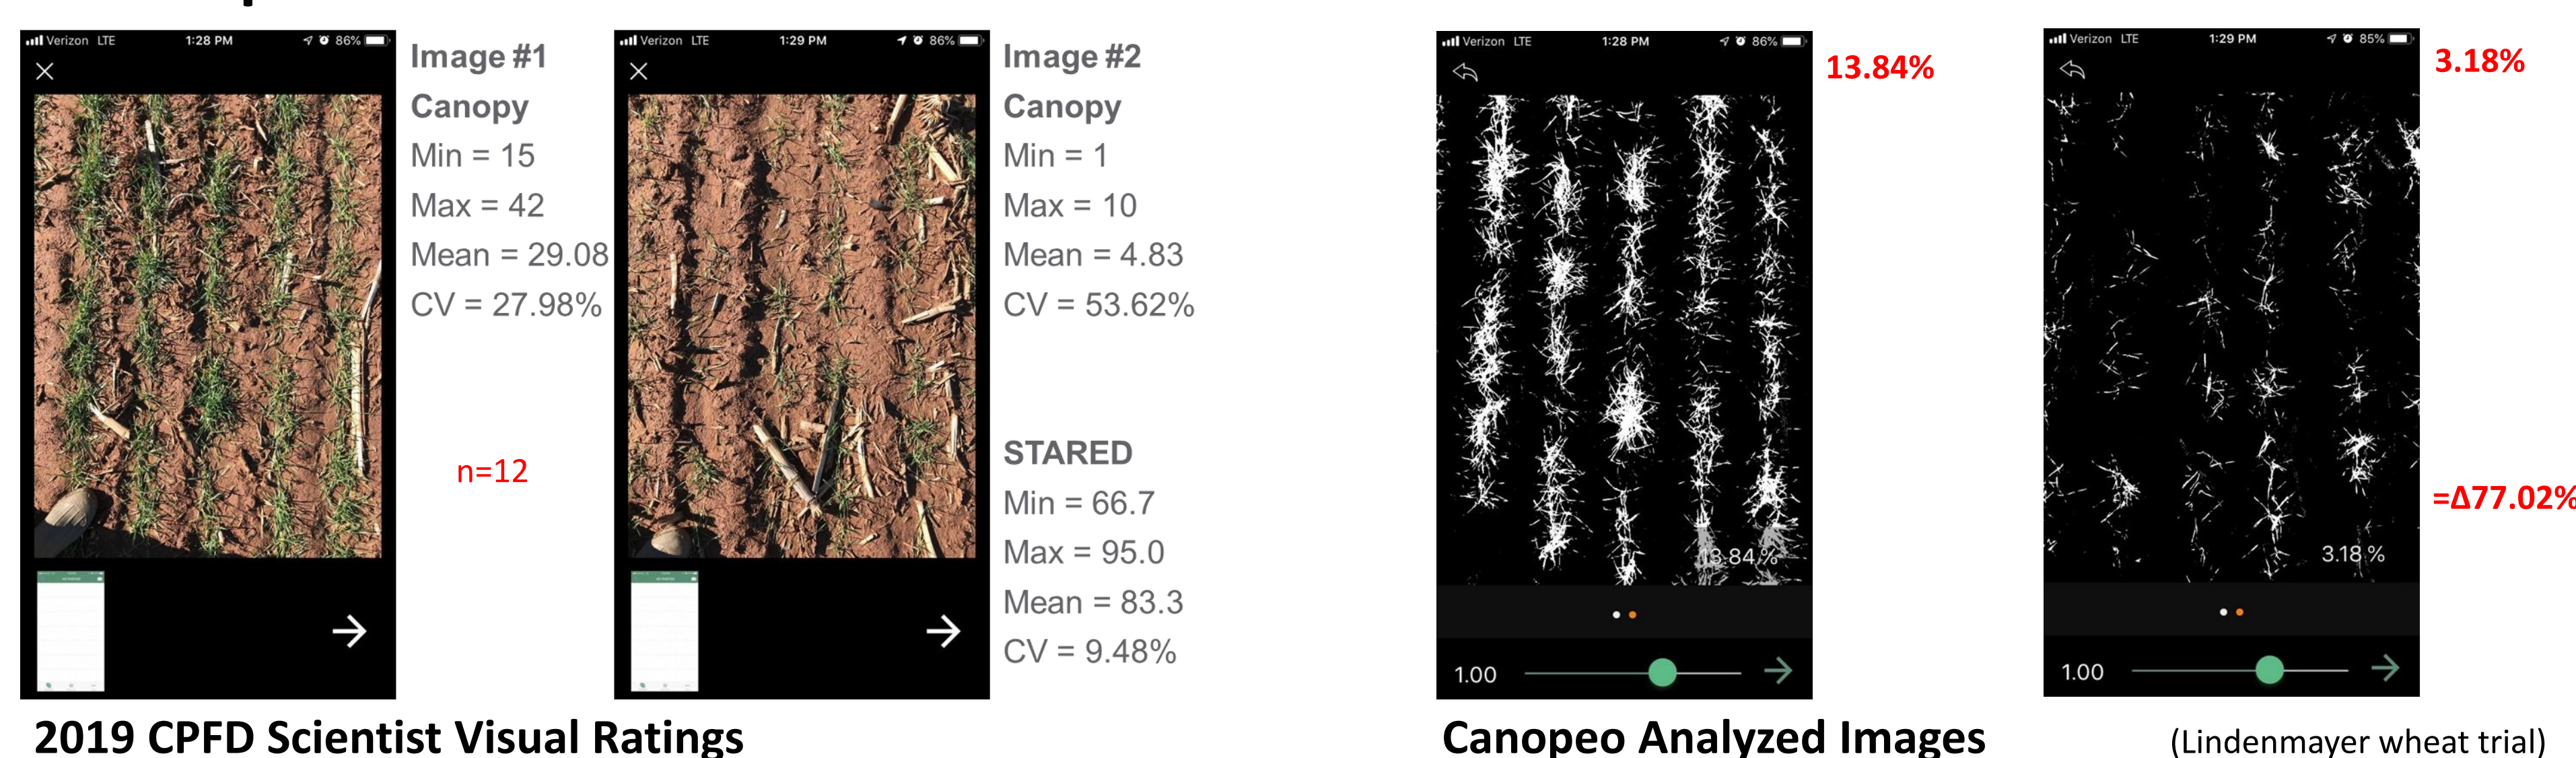 Verizon LTE 1:28 PM 86%
Image #1
Canopy
Min = 15
Max = 42
Mean = 29.08
CV = 27.98%
n=12
Verizon LTE 1:29 PM 86%
Image #2
Canopy
Min = 1
Max = 10
Mean = 4.83
CV = 53.62%
STARED
Min = 66.7
Max = 95.0
Mean = 83.3
CV = 9.48%
2019 CPFD Scientist Visual Ratings
Verizon LTE 1:28 PM 86%
13.84%
13.84 %
1.00
Verizon LTE 1:29 PM 85%
3.18%
=Δ77.02%
3.18 %
1.00
Canopeo Analyzed Images
(Lindenmayer wheat trial)